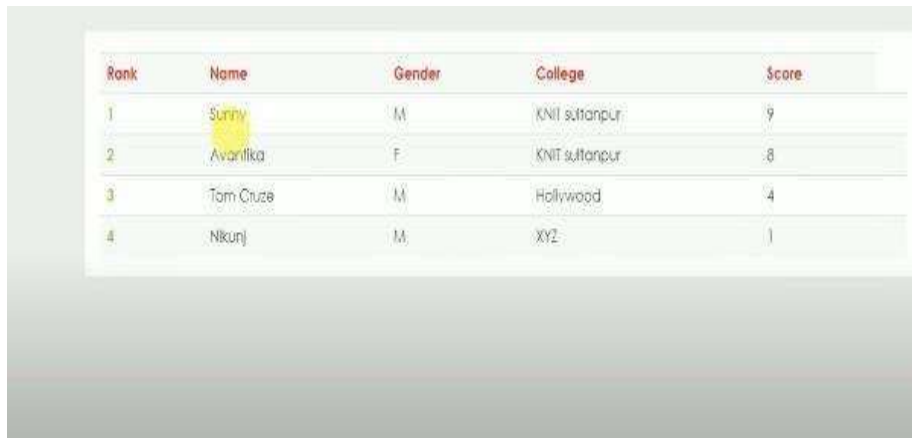 Rank Name Gender College Score
1 Sunny M KNIT sultanpur 9
2 Avantika F KNIT sultanpur 8
3 Tom Cruze M Hollywood 4
4 Nikunj M XYZ 1